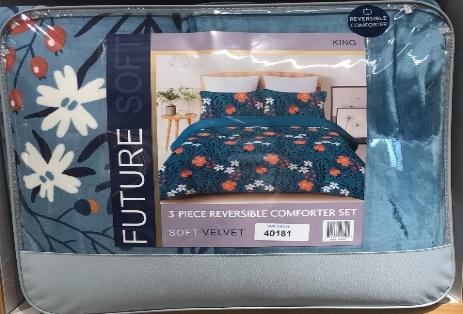 REVERSIBLE
COMFORTER
KING
FUTURE SOFT
3 PIECE REVERSIBLE COMFORTER SET
SOFT VELVET
40181